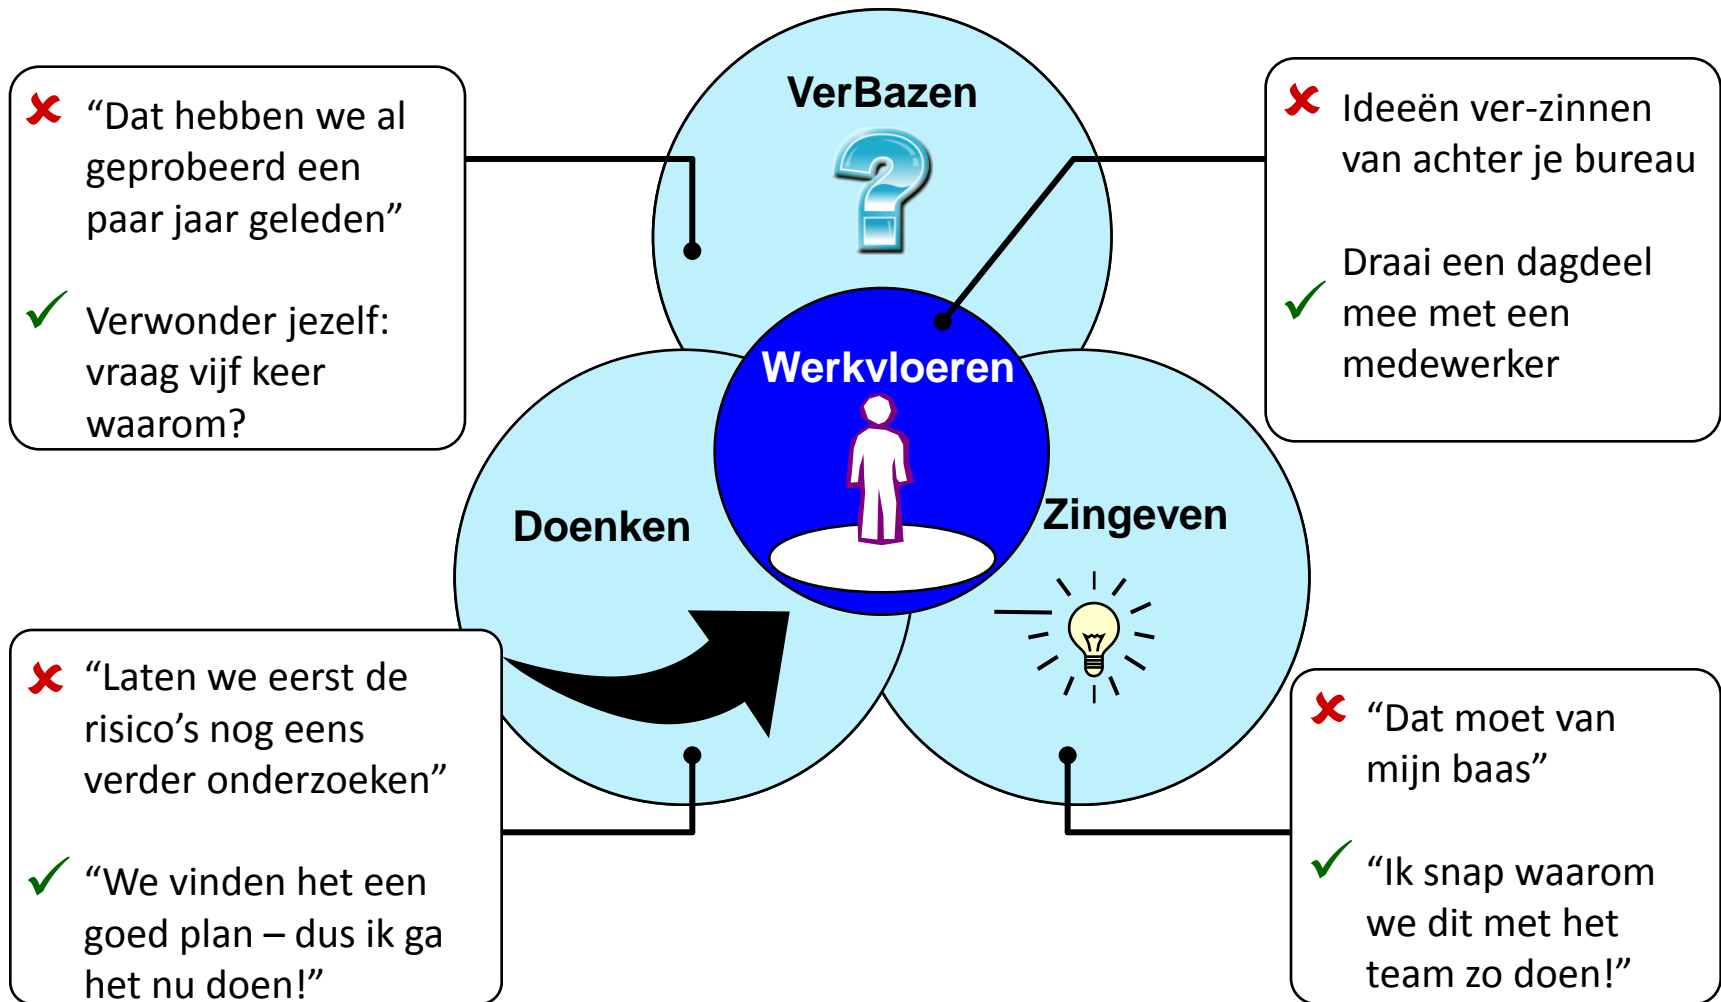 VerBazen
“Dat hebben we al
geprobeerd een
paar jaar geleden”
Verwonder jezelf:
vraag vijf keer
waarom?
Ideeën ver-zinnen
van achter je bureau
Draai een dagdeel
mee met een
medewerker
Werkvloeren
Doenken
Zingeven
“Laten we eerst de
risico’s nog eens
verder onderzoeken”
“We vinden het een
goed plan – dus ik ga
het nu doen!”
“Dat moet van
mijn baas”
“Ik snap waarom
we dit met het
team zo doen!”